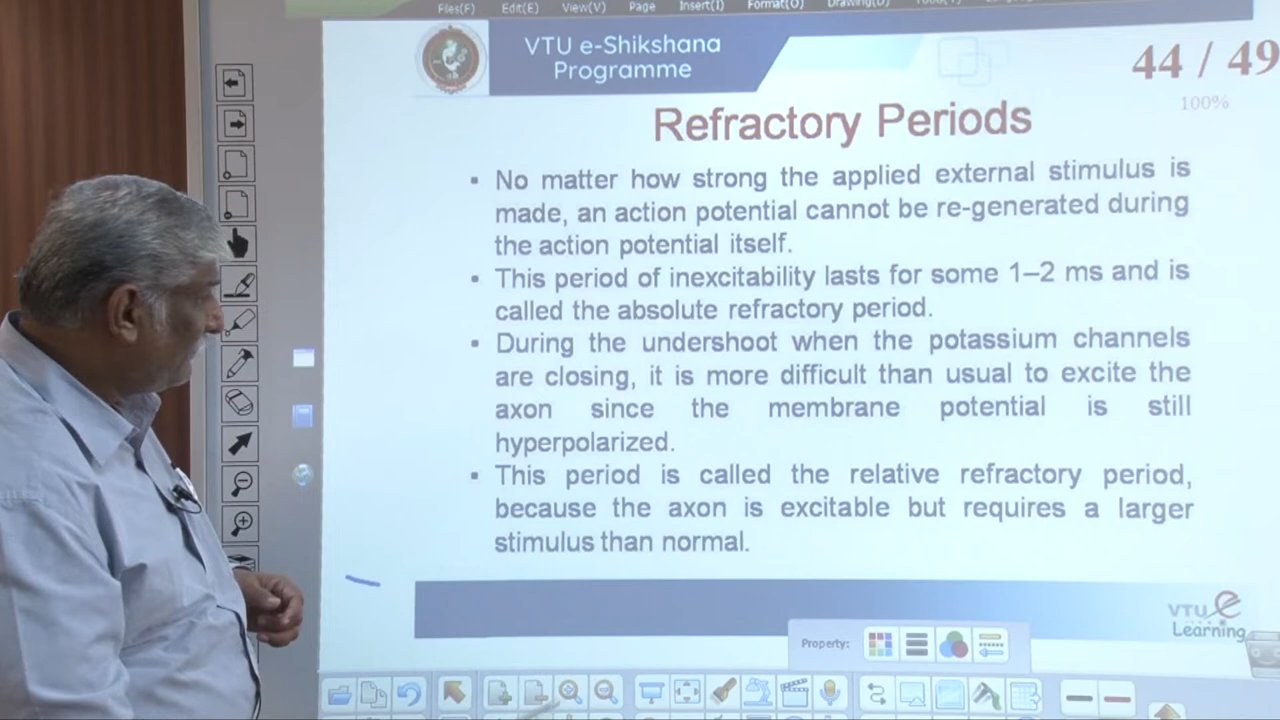 Files(F) Edit(E) View(V) Page Insert(I) Format(O) Drawing(D)
VTU e-Shikshana
Programme
44 / 49
100%
Refractory Periods
▪ No matter how strong the applied external stimulus is
made, an action potential cannot be re-generated during
the action potential itself.
▪ This period of inexcitability lasts for some 1–2 ms and is
called the absolute refractory period.
▪ During the undershoot when the potassium channels
are closing, it is more difficult than usual to excite the
axon since the membrane potential is still
hyperpolarized.
▪ This period is called the relative refractory period,
because the axon is excitable but requires a larger
stimulus than normal.
VTU e
Learning
Property: